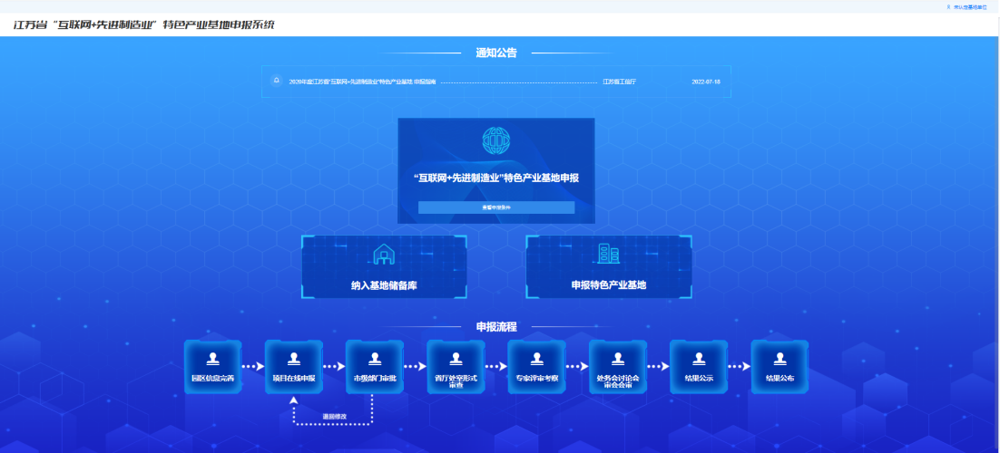 未认定基地单位
江苏省“互联网+先进制造业”特色产业基地申报系统
通知公告
2020年度江苏省“互联网+先进制造业”特色产业基地 申报指南 江苏省工信厅 2022-07-18
“互联网+先进制造业”特色产业基地申报
查看申报条件
纳入基地储备库
申报特色产业基地
申报流程
园区信息完善
项目在线申报
市级部门审批
省厅处室形式
审查
专家评审考察
处务会讨论会
审会会审
结果公示
结果公布
退回修改